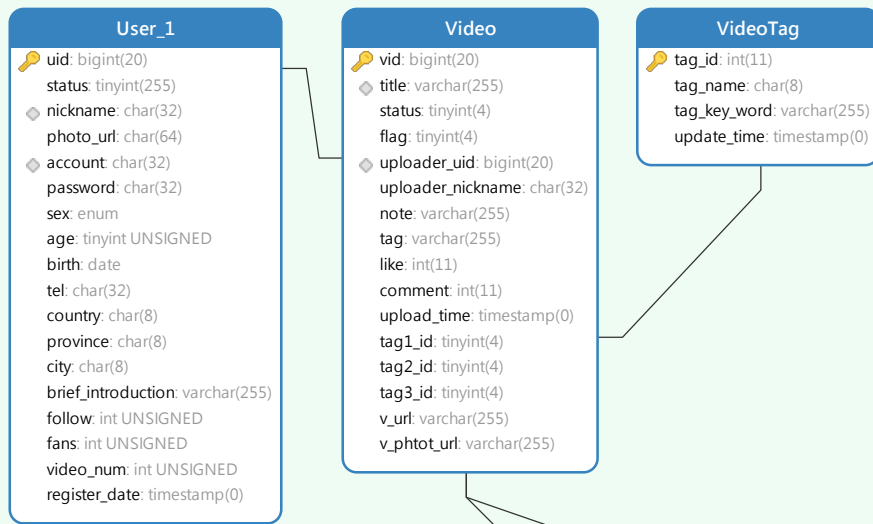 User_1
uid: bigint(20)
status: tinyint(255)
nickname: char(32)
photo_url: char(64)
account: char(32)
password: char(32)
sex: enum
age: tinyint UNSIGNED
birth: date
tel: char(32)
country: char(8)
province: char(8)
city: char(8)
brief_introduction: varchar(255)
follow: int UNSIGNED
fans: int UNSIGNED
video_num: int UNSIGNED
register_date: timestamp(0)
Video
vid: bigint(20)
title: varchar(255)
status: tinyint(4)
flag: tinyint(4)
uploader_uid: bigint(20)
uploader_nickname: char(32)
note: varchar(255)
tag: varchar(255)
like: int(11)
comment: int(11)
upload_time: timestamp(0)
tag1_id: tinyint(4)
tag2_id: tinyint(4)
tag3_id: tinyint(4)
v_url: varchar(255)
v_phtot_url: varchar(255)
VideoTag
tag_id: int(11)
tag_name: char(8)
tag_key_word: varchar(255)
update_time: timestamp(0)